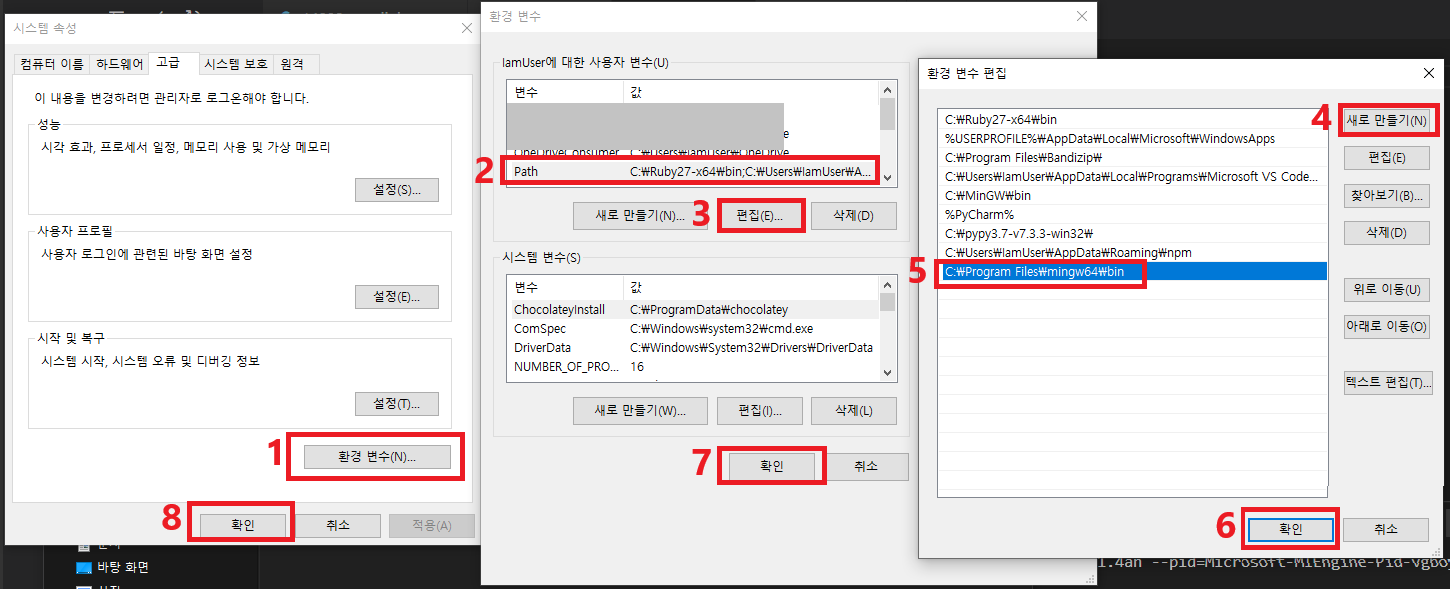 시스템 속성
컴퓨터 이름
하드웨어
고급
시스템 보호
원격
이 내용을 변경하려면 관리자로 로그온해야 합니다.
성능
시각 효과, 프로세서 일정, 메모리 사용 및 가상 메모리
설정(S)...
사용자 프로필
사용자 로그인에 관련된 바탕 화면 설정
설정(E)...
시작 및 복구
시스템 시작, 시스템 오류 및 디버깅 정보
설정(T)...
1
환경 변수(N)...
8
확인
취소
적용(A)
바탕 화면
환경 변수
IamUser에 대한 사용자 변수(U)
변수
값
OneDriveConsumer
C:₩Users₩IamUser₩OneDrive
2
Path
C:₩Ruby27-x64₩bin;C:₩Users₩IamUser₩A...
새로 만들기(N)...
3
편집(E)...
삭제(D)
시스템 변수(S)
변수
값
ChocolateyInstall
C:₩ProgramData₩chocolatey
ComSpec
C:₩Windows₩system32₩cmd.exe
DriverData
C:₩Windows₩System32₩Drivers₩DriverData
NUMBER_OF_PRO...
16
새로 만들기(W)...
편집(I)...
삭제(L)
7
확인
취소
환경 변수 편집
C:₩Ruby27-x64₩bin
%USERPROFILE%₩AppData₩Local₩Microsoft₩WindowsApps
C:₩Program Files₩Bandizip₩
C:₩Users₩IamUser₩AppData₩Local₩Programs₩Microsoft VS Code...
C:₩MinGW₩bin
%PyCharm%
C:₩pypy3.7-v7.3.3-win32₩
C:₩Users₩IamUser₩AppData₩Roaming₩npm
5
C:₩Program Files₩mingw64₩bin
4
새로 만들기(N)
편집(E)
찾아보기(B)...
삭제(D)
위로 이동(U)
아래로 이동(O)
텍스트 편집(T)...
6
확인
취소